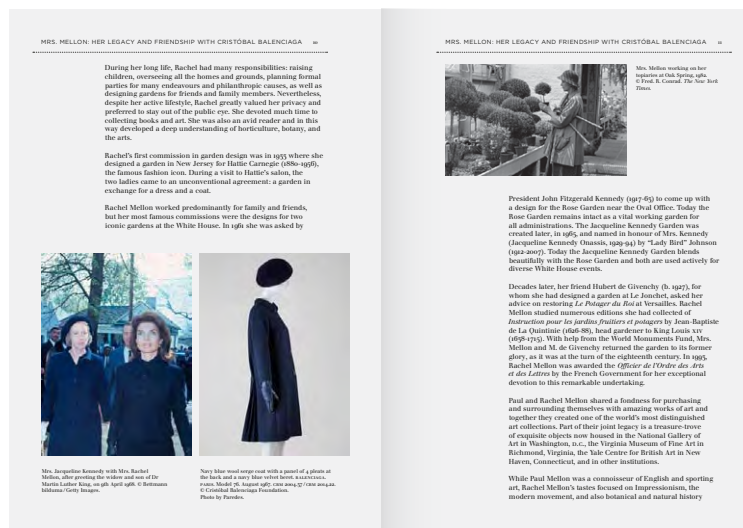 MRS. MELLON: HER LEGACY AND FRIENDSHIP WITH CRISTÓBAL BALENCIAGA
During her long life, Rachel had many responsibilities: raising
children, overseeing all the homes and grounds, planning formal
parties for many endeavours and philanthropic causes, as well as
designing gardens for friends and family members. Nevertheless,
despite her active lifestyle, Rachel greatly valued her privacy and
preferred to stay out of the public eye. She devoted much time to
collecting books and art. She was also an avid reader and in this
way developed a deep understanding of horticulture, botany, and
the arts.
Rachel's first commission in garden design was in 1955 where she
designed a garden in New Jersey for Hattie Carnegie (1880-1956),
the famous fashion icon. During a visit to Hattie's salon, the
two ladies came to an unconventional agreement: a garden in
exchange for a dress and a coat.
Rachel Mellon worked predominantly for family and friends,
but her most famous commissions were the designs for two
iconic gardens at the White House. In 1961 she was asked by
Mrs. Jacqueline Kennedy with Mrs. Rachel
Mellon, after greeting the widow and son of Dr
Martin Luther King, on 9th April 1968. © Bettmann
bilduma/Getty Images.
Navy blue wool serge coat with a panel of 4 pleats at
the back and a navy blue velvet beret. BALENCIAGA,
PARIS. Model 76. August 1967. CBM 2004.57/CBM 2014.22.
© Cristóbal Balenciaga Foundation.
Photo by Paredes.
MRS. MELLON: HER LEGACY AND FRIENDSHIP WITH CRISTÓBAL BALENCIAGA
Mrs. Mellon working on her
topiaries at Oak Spring, 1982.
© Fred. R. Conrad. The New York
Times.
President John Fitzgerald Kennedy (1917-63) to come up with
a design for the Rose Garden near the Oval Office. Today the
Rose Garden remains intact as a vital working garden for
all administrations. The Jacqueline Kennedy Garden was
created later, in 1965, and named in honour of Mrs. Kennedy
(Jacqueline Kennedy Onassis, 1929-94) by "Lady Bird" Johnson
(1912-2007). Today the Jacqueline Kennedy Garden blends
beautifully with the Rose Garden and both are used actively for
diverse White House events.
Decades later, her friend Hubert de Givenchy (b. 1927), for
whom she had designed a garden at Le Jonchet, asked her
advice on restoring Le Potager du Roi at Versailles. Rachel
Mellon studied numerous editions she had collected of
Instruction pour les jardins fruitiers et potagers by Jean-Baptiste
de La Quintinie (1626-88), head gardener to King Louis XIV
(1638-1715). With help from the World Monuments Fund, Mrs.
Mellon and M. de Givenchy returned the garden to its former
glory, as it was at the turn of the eighteenth century. In 1995,
Rachel Mellon was awarded the Officier de l'Ordre des Arts
et des Lettres by the French Government for her exceptional
devotion to this remarkable undertaking.
Paul and Rachel Mellon shared a fondness for purchasing
and surrounding themselves with amazing works of art and
together they created one of the world's most distinguished
art collections. Part of their joint legacy is a treasure-trove
of exquisite objects now housed in the National Gallery of
Art in Washington, D.C., the Virginia Museum of Fine Art in
Richmond, Virginia, the Yale Centre for British Art in New
Haven, Connecticut, and in other institutions.
While Paul Mellon was a connoisseur of English and sporting
art, Rachel Mellon's tastes focused on Impressionism, the
modern movement, and also botanical and natural history